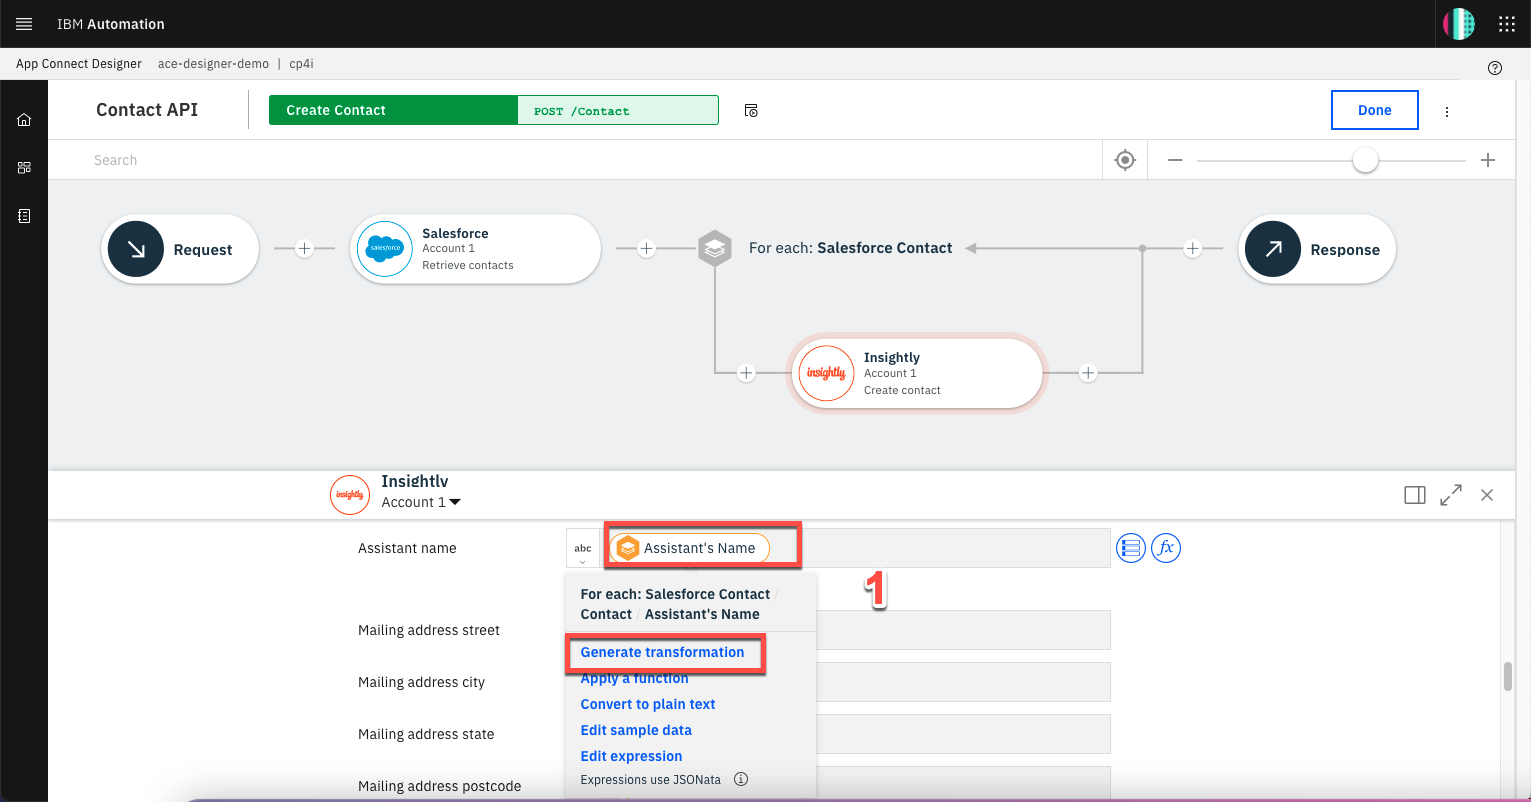 IBM Automation
App Connect Designer ace-designer-demo | cp4i
Contact API
Create Contact
POST /Contact
Done
Search
Request
salesforce
Salesforce
Account 1
Retrieve contacts
For each: Salesforce Contact
Response
insightly
Insightly
Account 1
Create contact
insightly
Insightly
Account 1
Assistant name
abc
Assistant's Name
fx
1
For each: Salesforce Contact /
Contact / Assistant's Name
Mailing address street
Generate transformation
Apply a function
Mailing address city
Convert to plain text
Edit sample data
Mailing address state
Edit expression
Expressions use JSONata
Mailing address postcode